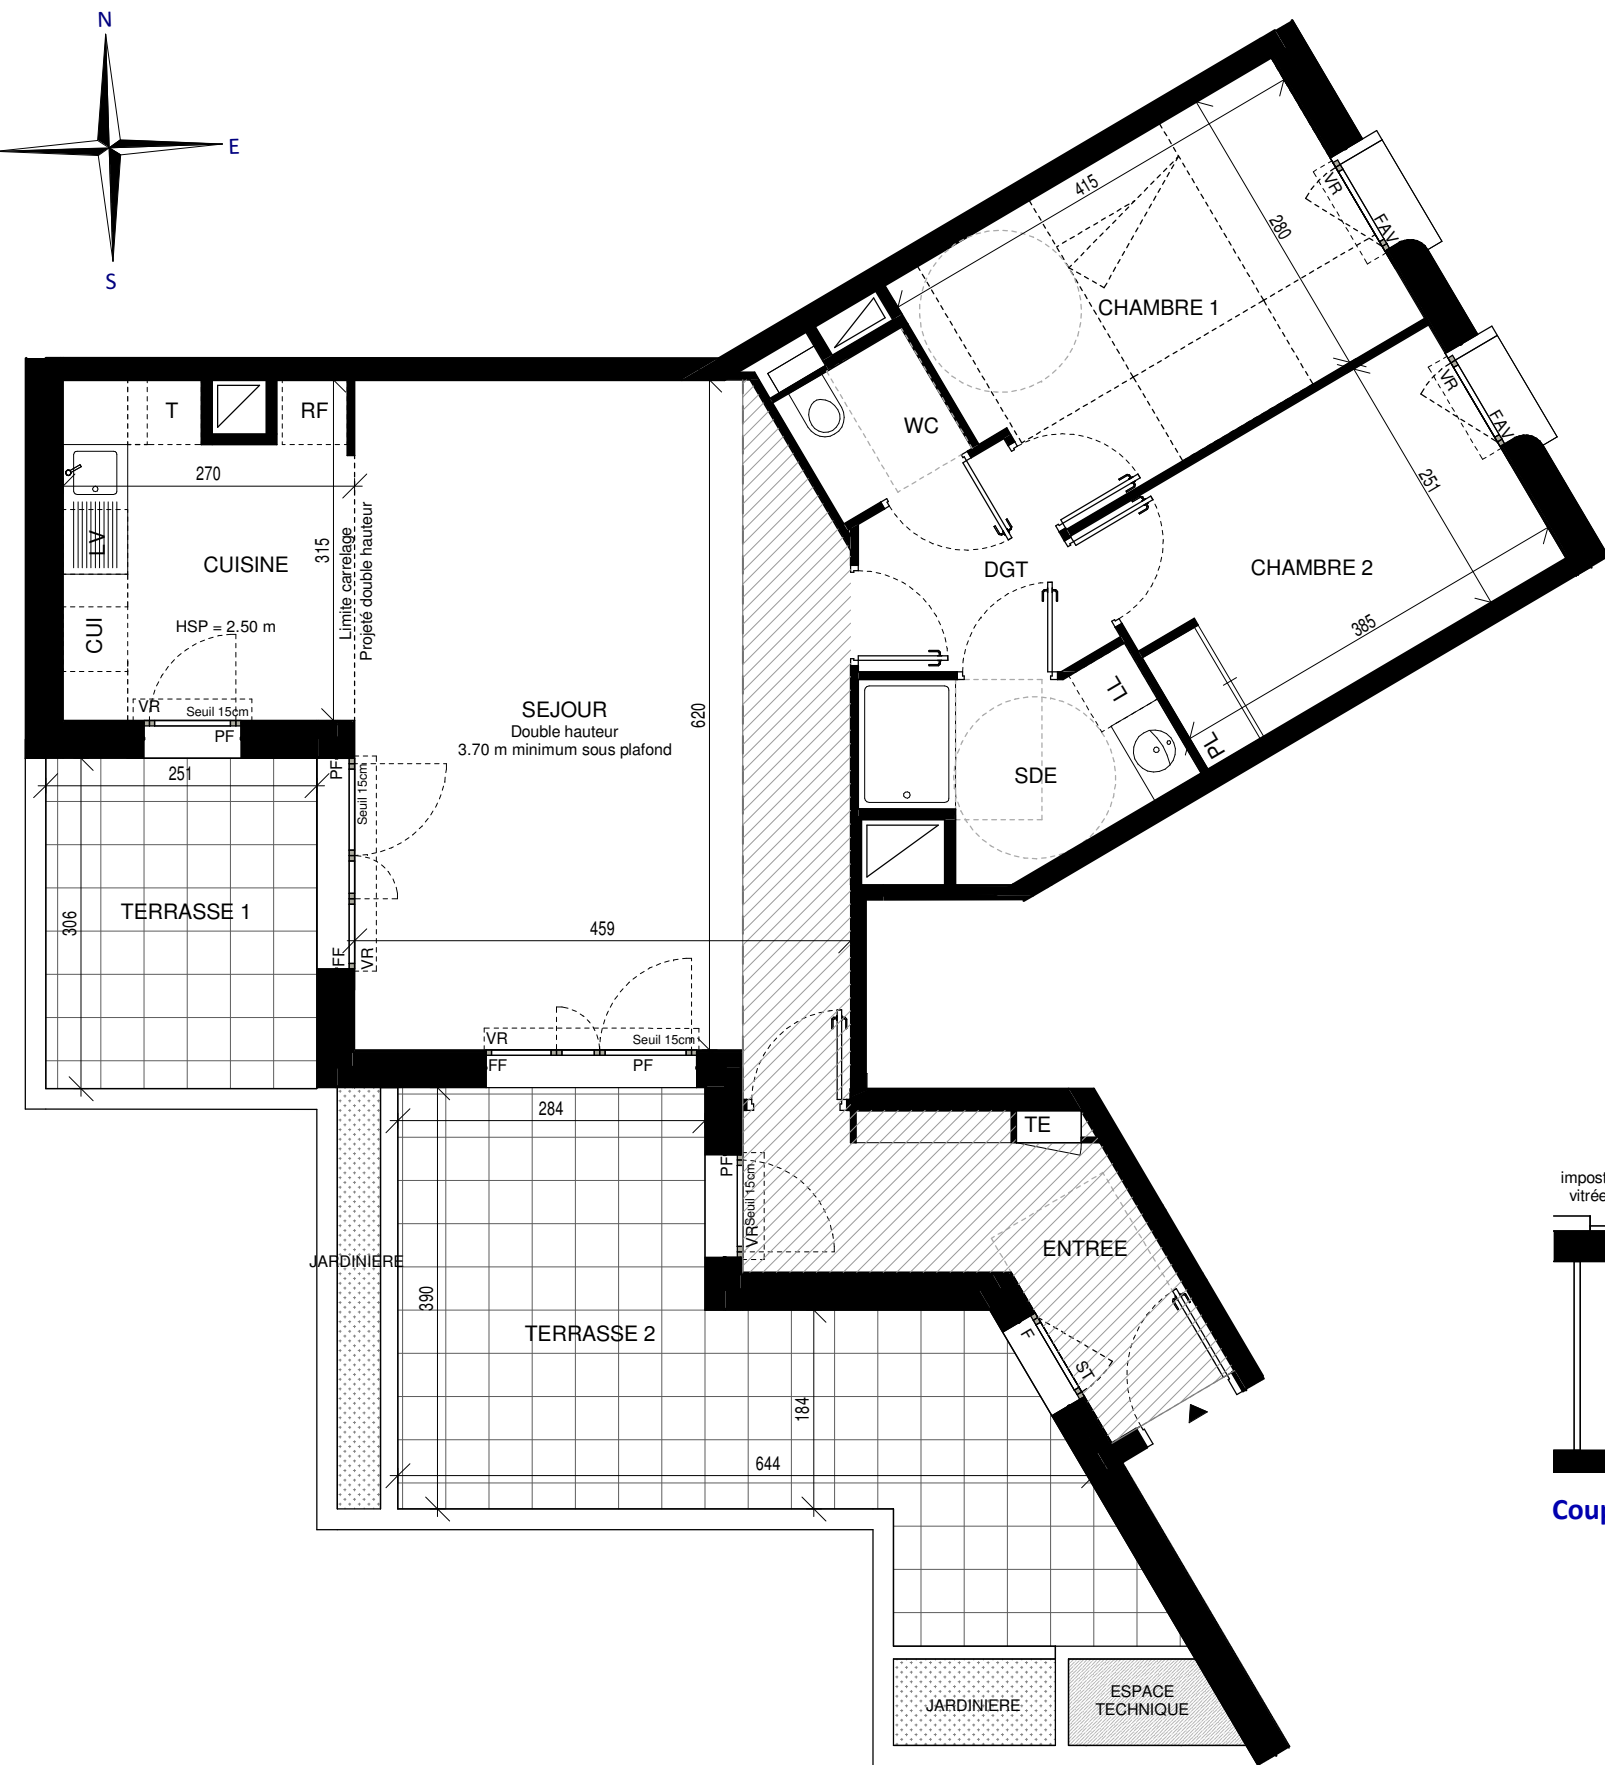 N
E
S
415
280
VR
FAV
CHAMBRE 1
T
RF
WC
VR
FAV
270
251
LV
CUISINE
315
Limite carrelage
Projeté double hauteur
DGT
CHAMBRE 2
HSP = 2.50 m
CUI
385
VR
Seuil 15cm
PF
SEJOUR
Double hauteur
3.70 m minimum sous plafond
620
LL
PL
SDE
251
PF
Seuil 15cm
TERRASSE 1
306
459
FF
VR
VR
Seuil 15cm
FF
PF
284
TE
PF
Seuil 15cm
VR
impost
vitrée
ENTREE
JARDINIERE
390
TERRASSE 2
F
ST
184
644
Coup
JARDINIERE
ESPACE
TECHNIQUE